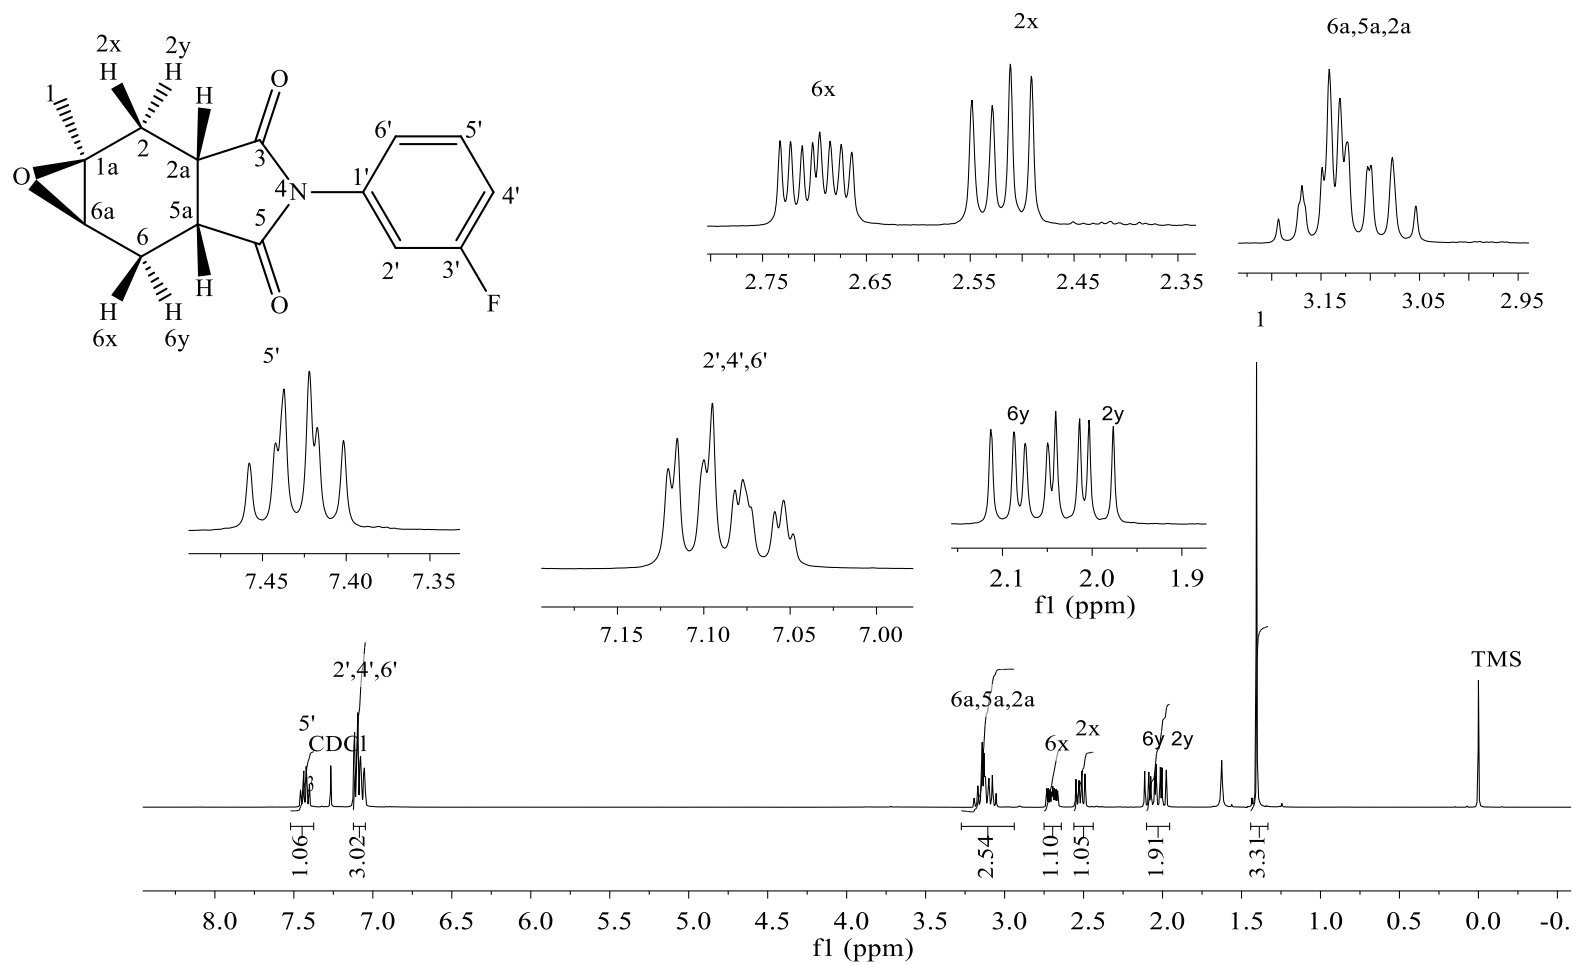 2x 2y
H H
1
H
O
2
1a
2a
3
O
6a
5a
4N
6
5
H
O
H H
6x 6y
6' 5'
1' 4'
2' 3'
F
6x
2x
2.75 2.65 2.55 2.45 2.35
6a,5a,2a
3.15 3.05 2.95
5'
7.45 7.40 7.35
2',4',6'
7.15 7.10 7.05 7.00
6y 2y
2.1 2.0 1.9
f1 (ppm)
1
2',4',6'
5'
CDCl
3
6a,5a,2a
6x
2x
6y 2y
TMS
1.06
3.02
2.54
1.10
1.05
1.91
3.31
8.0 7.5 7.0 6.5 6.0 5.5 5.0 4.5 4.0 3.5 3.0 2.5 2.0 1.5 1.0 0.5 0.0 -0.
f1 (ppm)